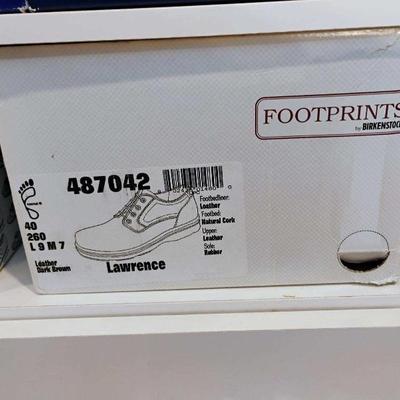 FOOTPRINTS
by BIRKENSTOCK
487042
40
260
L 9 M 7
Leather
Dark Brown
Lawrence
Footbedliner:
Leather
Footbed:
Natural Cork
Upper:
Leather
Sole:
Rubber